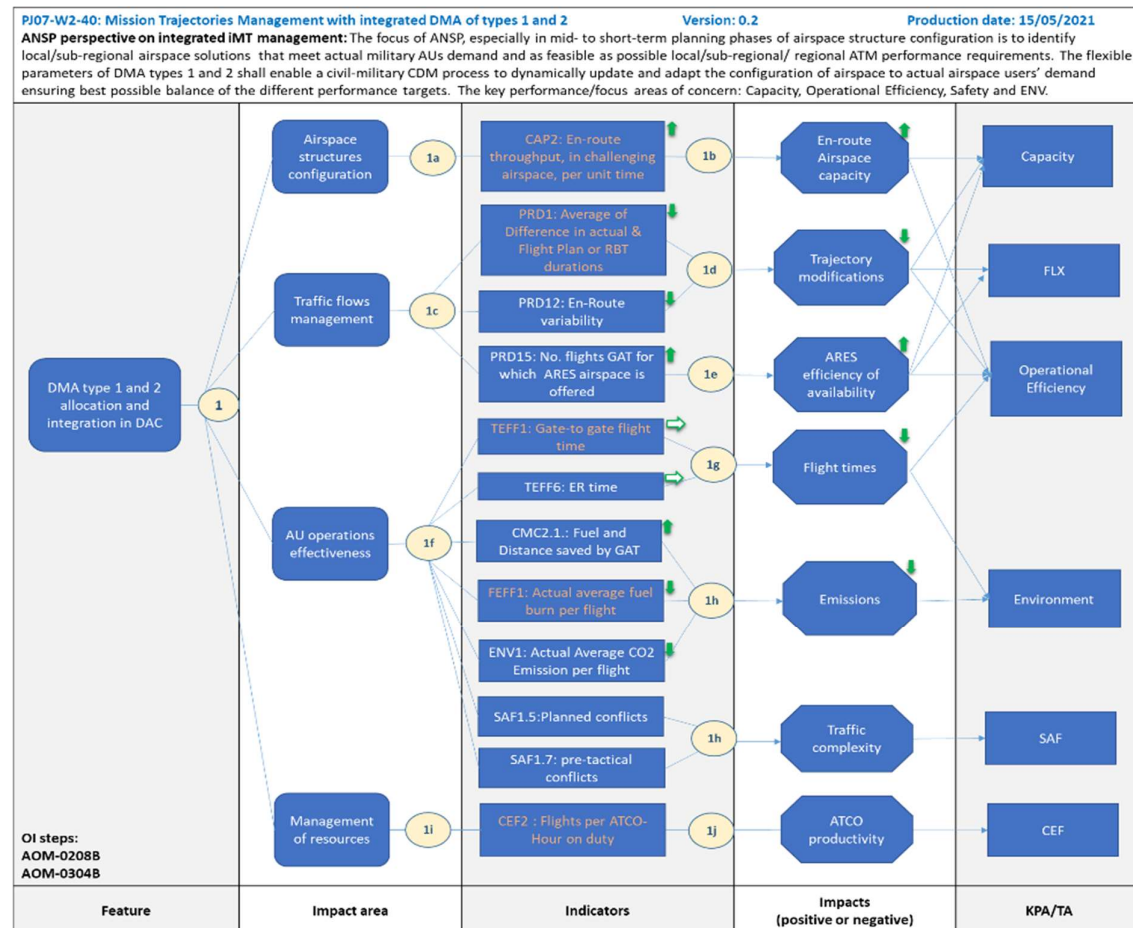 PJ07-W2-40: Mission Trajectories Management with integrated DMA of types 1 and 2 Version: 0.2 Production date: 15/05/2021
ANSP perspective on integrated iMT management: The focus of ANSP, especially in mid- to short-term planning phases of airspace structure configuration is to identify
local/sub-regional airspace solutions that meet actual military AUs demand and as feasible as possible local/sub-regional/ regional ATM performance requirements. The flexible
parameters of DMA types 1 and 2 shall enable a civil-military CDM process to dynamically update and adapt the configuration of airspace to actual airspace users' demand
ensuring best possible balance of the different performance targets. The key performance/focus areas of concern: Capacity, Operational Efficiency, Safety and ENV.
DMA type 1 and 2
allocation and
integration in DAC
1
OI steps:
AOM-0208B
AOM-0304B
Airspace
structures
configuration
1a
Traffic flows
management
1c
AU operations
effectiveness
1f
Management
of resources
1i
CAP2: En-route
throughput, in challenging
airspace, per unit time
1b
PRD1: Average of
Difference in actual &
Flight Plan or RBT
durations
1d
PRD12: En-Route
variability
PRD15: No. flights GAT for
which ARES airspace is
offered
1e
TEFF1: Gate-to gate flight
time
1g
TEFF6: ER time
CMC2.1.: Fuel and
Distance saved by GAT
FEFF1: Actual average fuel
burn per flight
1h
ENV1: Actual Average CO2
Emission per flight
SAF1.5:Planned conflicts
1h
SAF1.7: pre-tactical
conflicts
CEF2 : Flights per ATCO-
Hour on duty
1j
En-route
Airspace
capacity
Trajectory
modifications
ARES
efficiency of
availability
Flight times
Emissions
Traffic
complexity
ATCO
productivity
Capacity
FLX
Operational
Efficiency
Environment
SAF
CEF
Feature
Impact area
Indicators
Impacts
(positive or negative)
KPA/TA